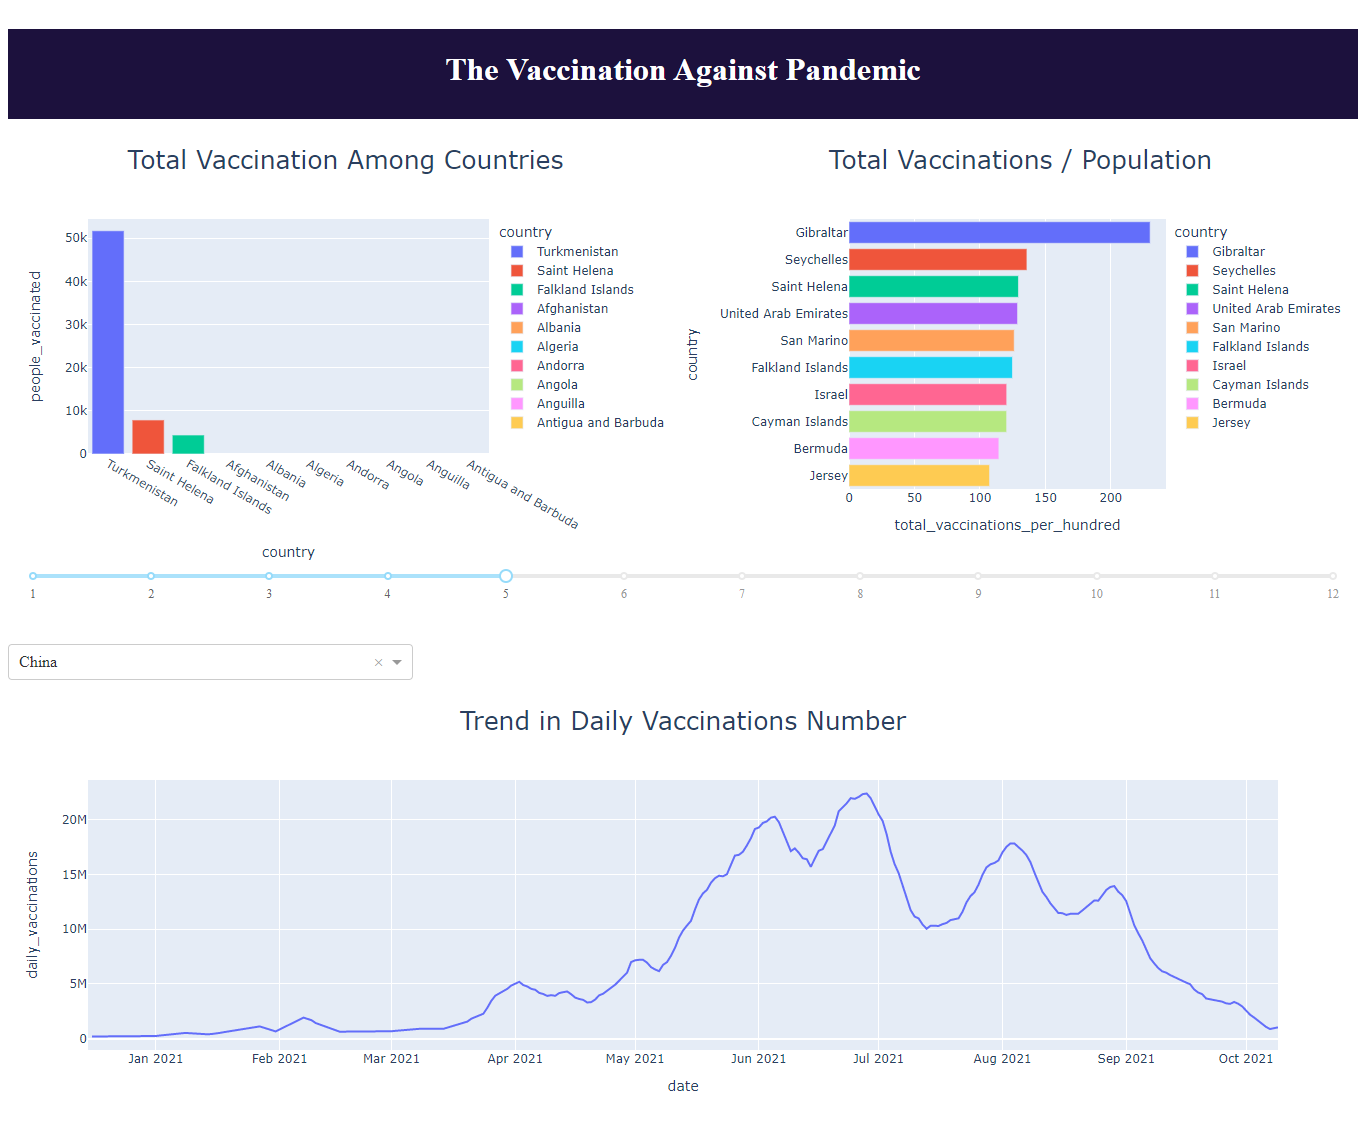 The Vaccination Against Pandemic
Total Vaccination Among Countries
people_vaccinated
50k
40k
30k
20k
10k
0
Turkmenistan
Saint Helena
Falkland Islands
Afghanistan
Albania
Algeria
Andorra
Angola
Anguilla
Antigua and Barbuda
country
country
Turkmenistan
Saint Helena
Falkland Islands
Afghanistan
Albania
Algeria
Andorra
Angola
Anguilla
Antigua and Barbuda
Total Vaccinations / Population
country
Gibraltar
Seychelles
Saint Helena
United Arab Emirates
San Marino
Falkland Islands
Israel
Cayman Islands
Bermuda
Jersey
0 50 100 150 200
total_vaccinations_per_hundred
country
Gibraltar
Seychelles
Saint Helena
United Arab Emirates
San Marino
Falkland Islands
Israel
Cayman Islands
Bermuda
Jersey
1 2 3 4 5 6 7 8 9 10 11 12
China
Trend in Daily Vaccinations Number
daily_vaccinations
20M
15M
10M
5M
0
Jan 2021 Feb 2021 Mar 2021 Apr 2021 May 2021 Jun 2021 Jul 2021 Aug 2021 Sep 2021 Oct 2021
date